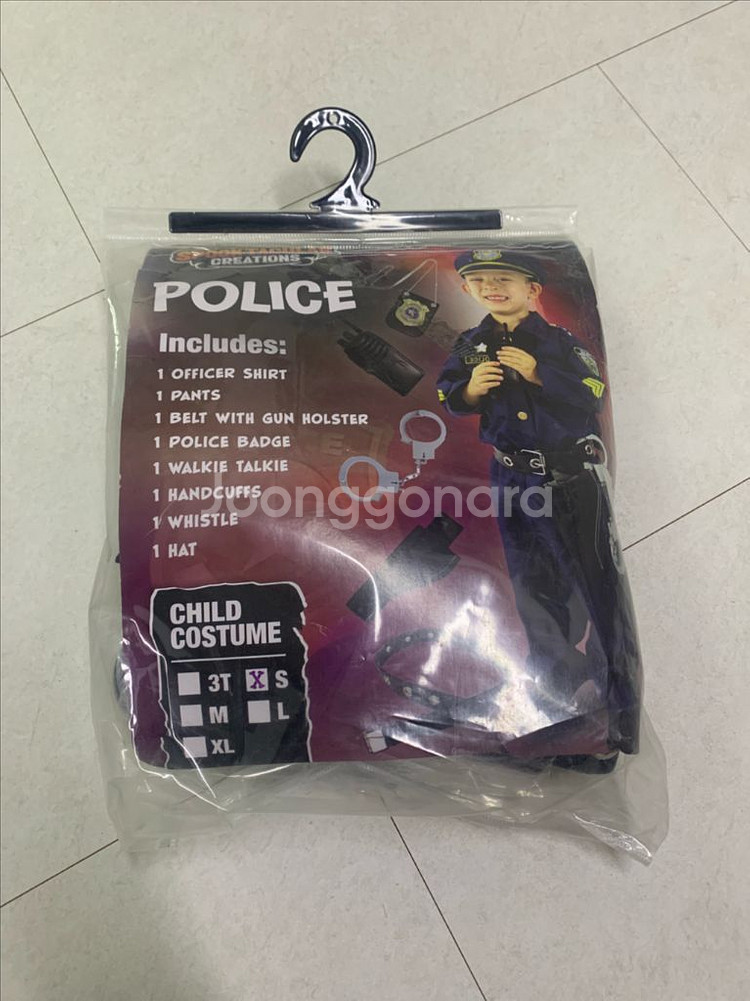 CREATIONS
POLICE
Includes:
1 OFFICER SHIRT
1 PANTS
1 BELT WITH GUN HOLSTER
1 POLICE BADGE
1 WALKIE TALKIE
1 HANDCUFFS
Joonggonara
1 WHISTLE
1 HAT
CHILD
COSTUME
3T X S
M L
XL